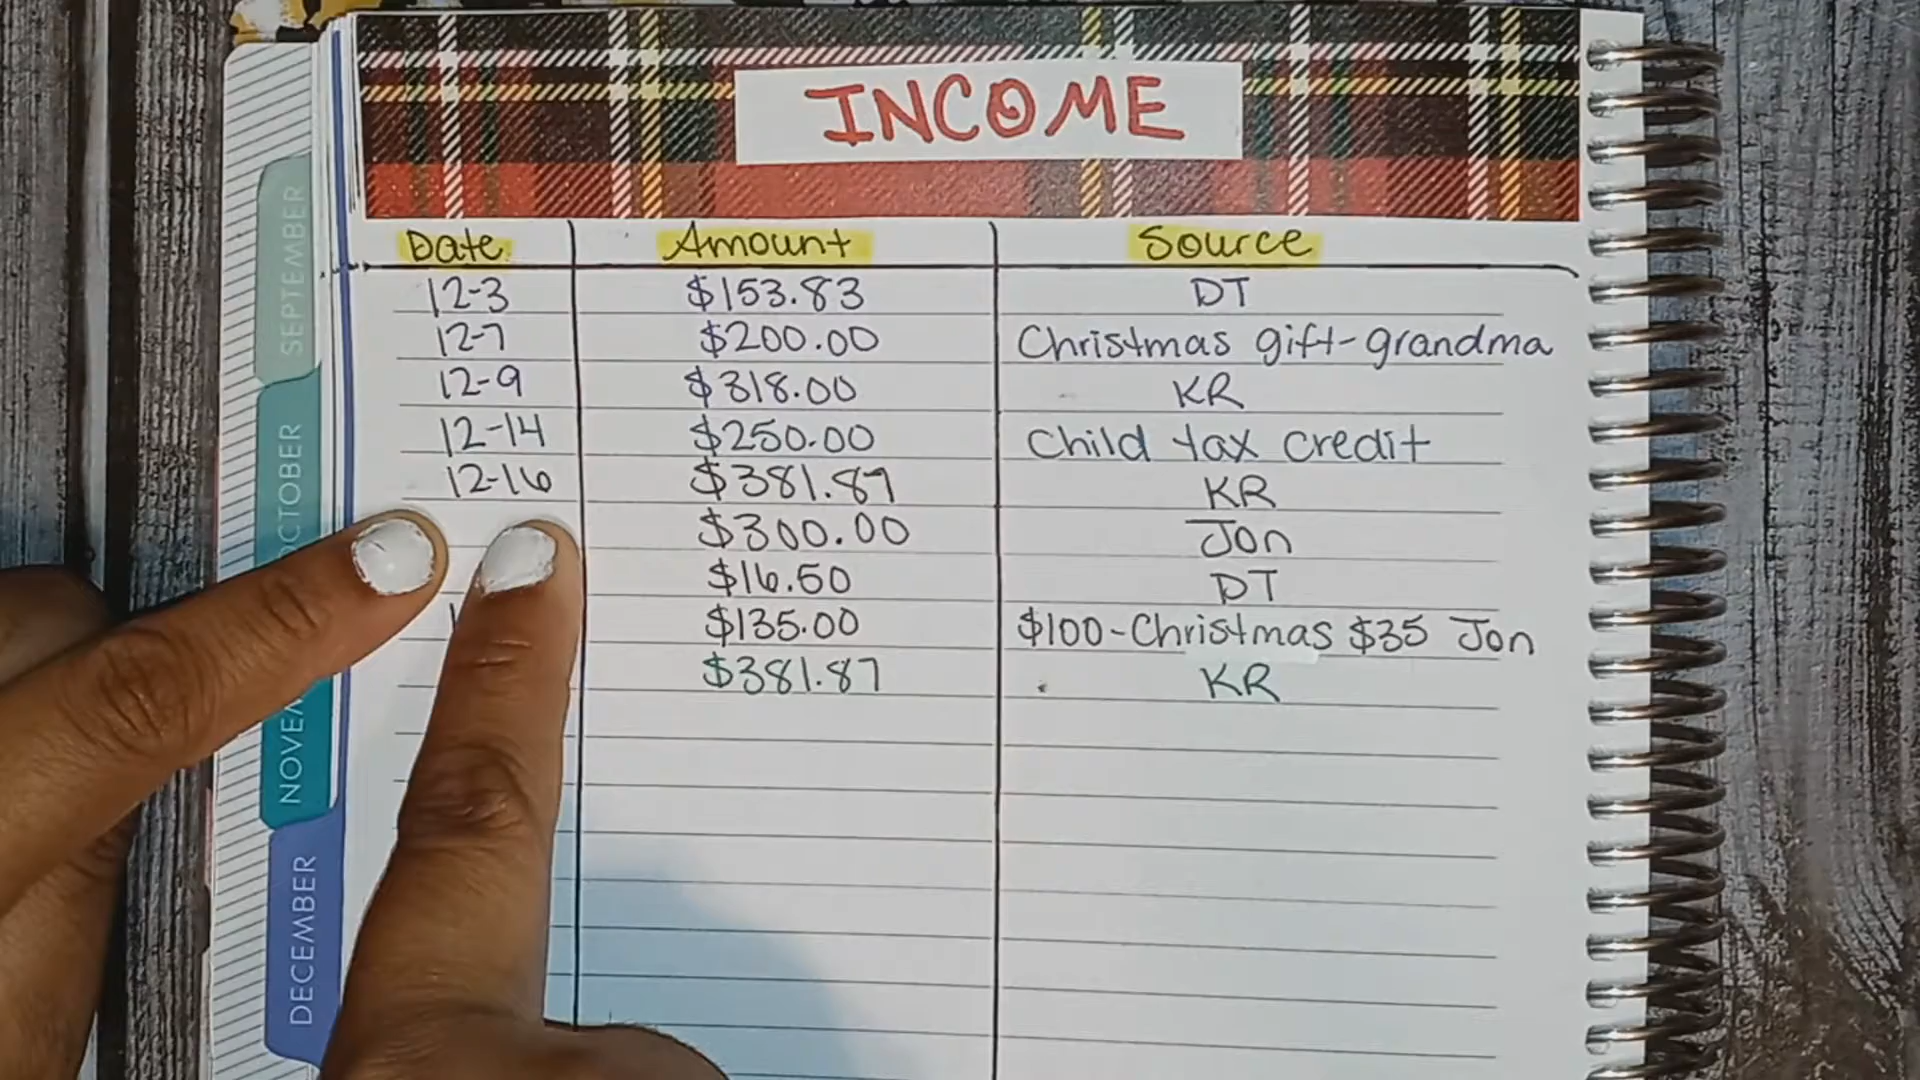 INCOME
Date Amount Source
12-3 $153.83 DT
12-7 $200.00 Christmas gift-grandma
12-9 $318.00 KR
12-14 $250.00 Child tax credit
12-16 $381.87 KR
$300.00 Jon
$16.50 DT
$135.00 $100-Christmas $35 Jon
$381.87 KR
SEPTEMBER
OCTOBER
DECEMBER